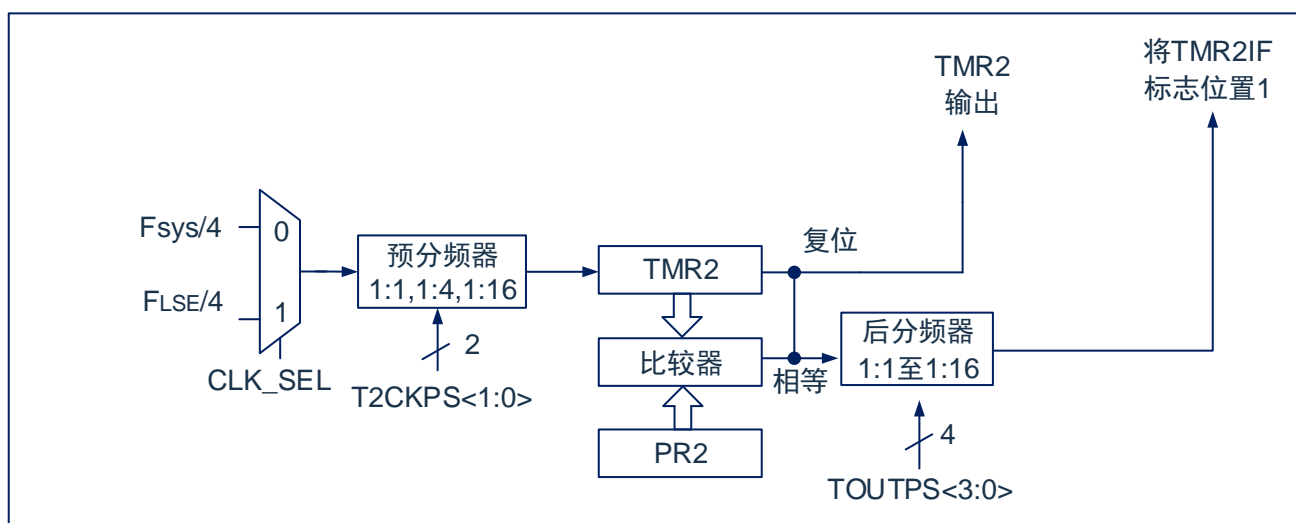 TMR2
输出
将TMR2IF
标志位置1
Fsys/4
0
FLSE/4
1
CLK_SEL
预分频器
1:1,1:4,1:16
2
T2CKPS<1:0>
TMR2
复位
比较器
相等
PR2
后分频器
1:1至1:16
4
TOUTPS<3:0>